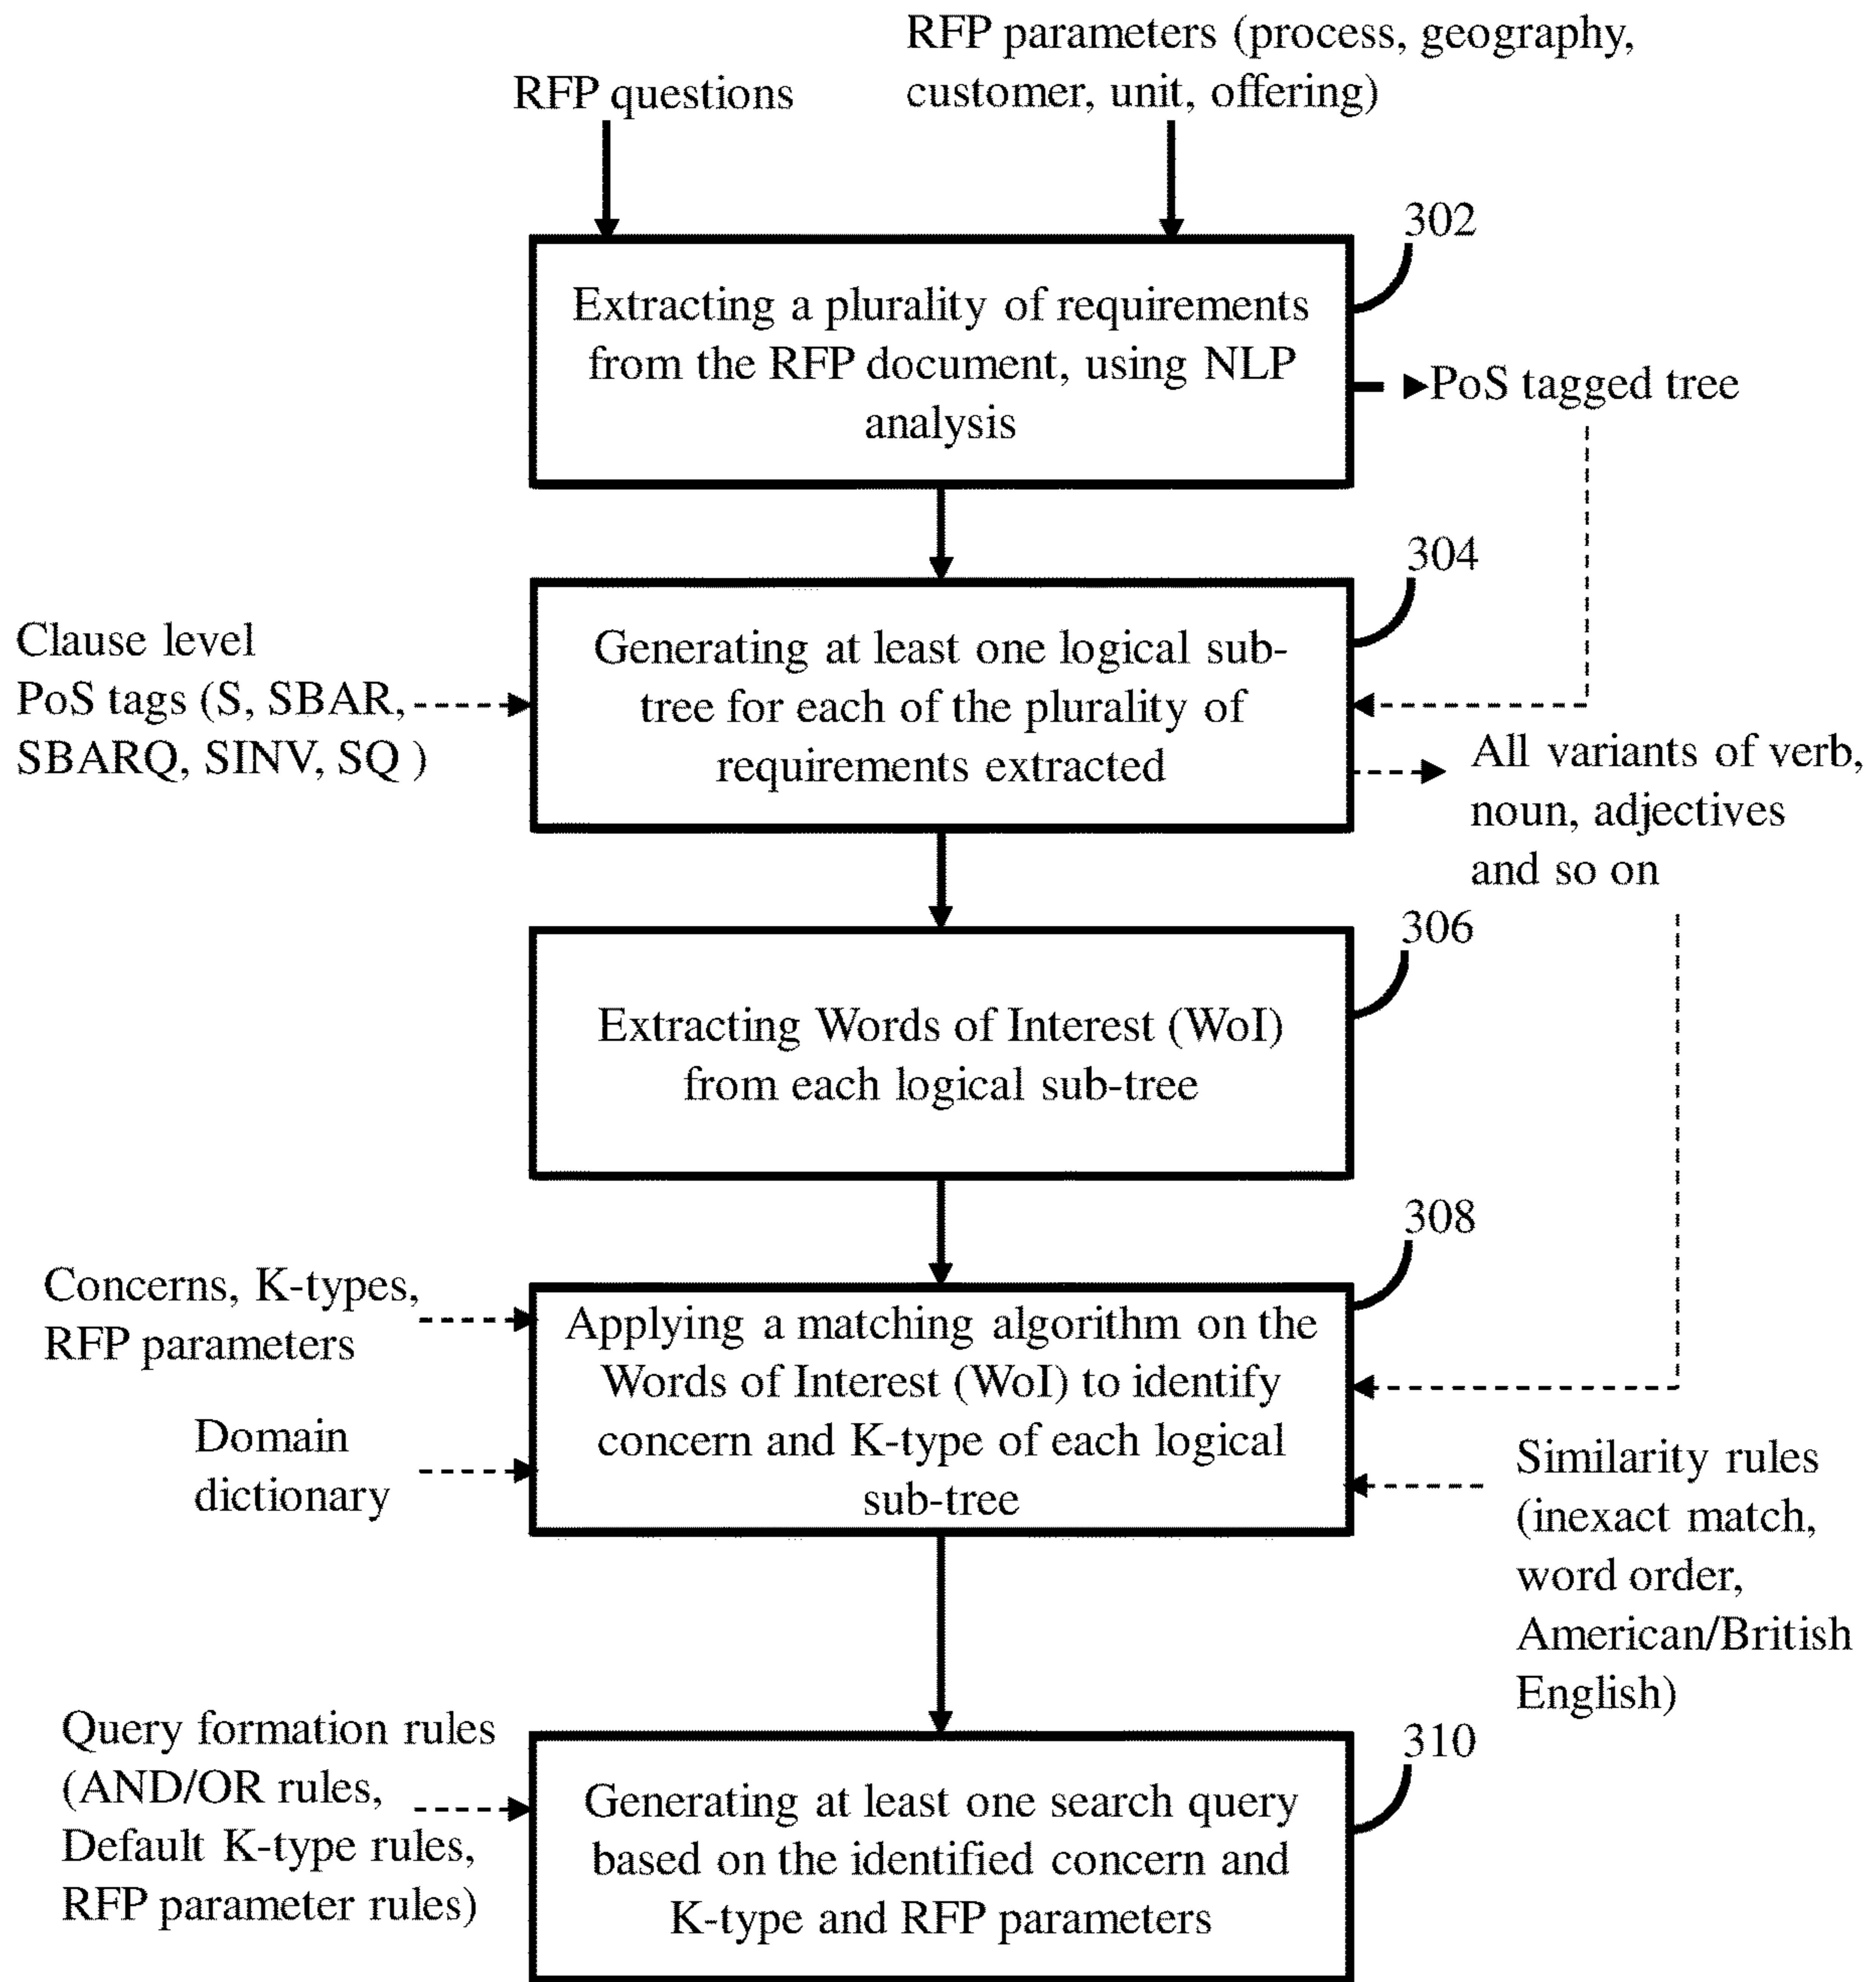 RFP questions
RFP parameters (process, geography,
customer, unit, offering)
302
Extracting a plurality of requirements
from the RFP document, using NLP
analysis
PoS tagged tree
304
Clause level
PoS tags (S, SBAR,
SBARQ, SINV, SQ )
Generating at least one logical sub-
tree for each of the plurality of
requirements extracted
All variants of verb,
noun, adjectives
and so on
306
Extracting Words of Interest (WoI)
from each logical sub-tree
308
Concerns, K-types,
RFP parameters
Domain
dictionary
Applying a matching algorithm on the
Words of Interest (WoI) to identify
concern and K-type of each logical
sub-tree
Similarity rules
(inexact match,
word order,
American/British
English)
310
Query formation rules
(AND/OR rules,
Default K-type rules,
RFP parameter rules)
Generating at least one search query
based on the identified concern and
K-type and RFP parameters